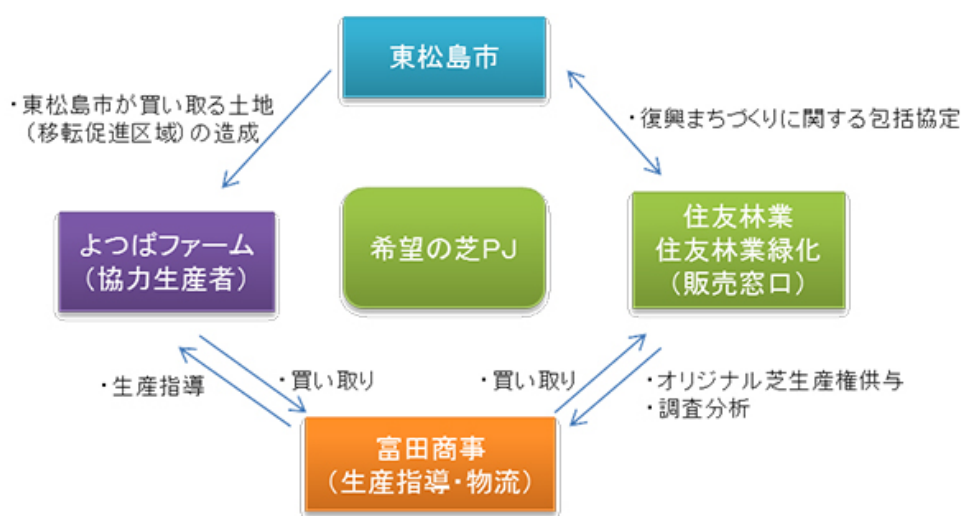 東松島市
・東松島市が買い取る土地
（移転促進区域）の造成
・復興まちづくりに関する包括協定
よつばファーム
（協力生産者）
希望の芝PJ
住友林業
住友林業緑化
（販売窓口）
・生産指導
・買い取り
・買い取り
・オリジナル芝生産権供与
・調査分析
富田商事
（生産指導・物流）